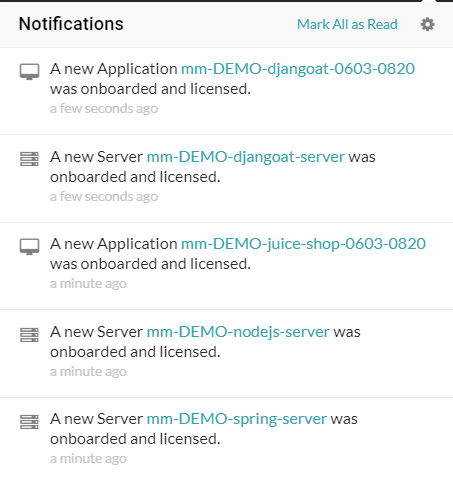 Notifications
Mark All as Read
A new Application mm-DEMO-djangoat-0603-0820
was onboarded and licensed.
a few seconds ago
A new Server mm-DEMO-djangoat-server was
onboarded and licensed.
a few seconds ago
A new Application mm-DEMO-juice-shop-0603-0820
was onboarded and licensed.
a minute ago
A new Server mm-DEMO-nodejs-server was
onboarded and licensed.
a minute ago
A new Server mm-DEMO-spring-server was
onboarded and licensed.
a minute ago